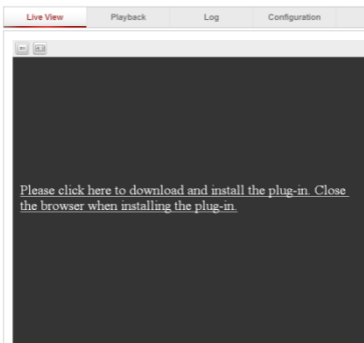 Live View Playback Log Configuration
Please click here to download and install the plug-in. Close
the browser when installing the plug-in.